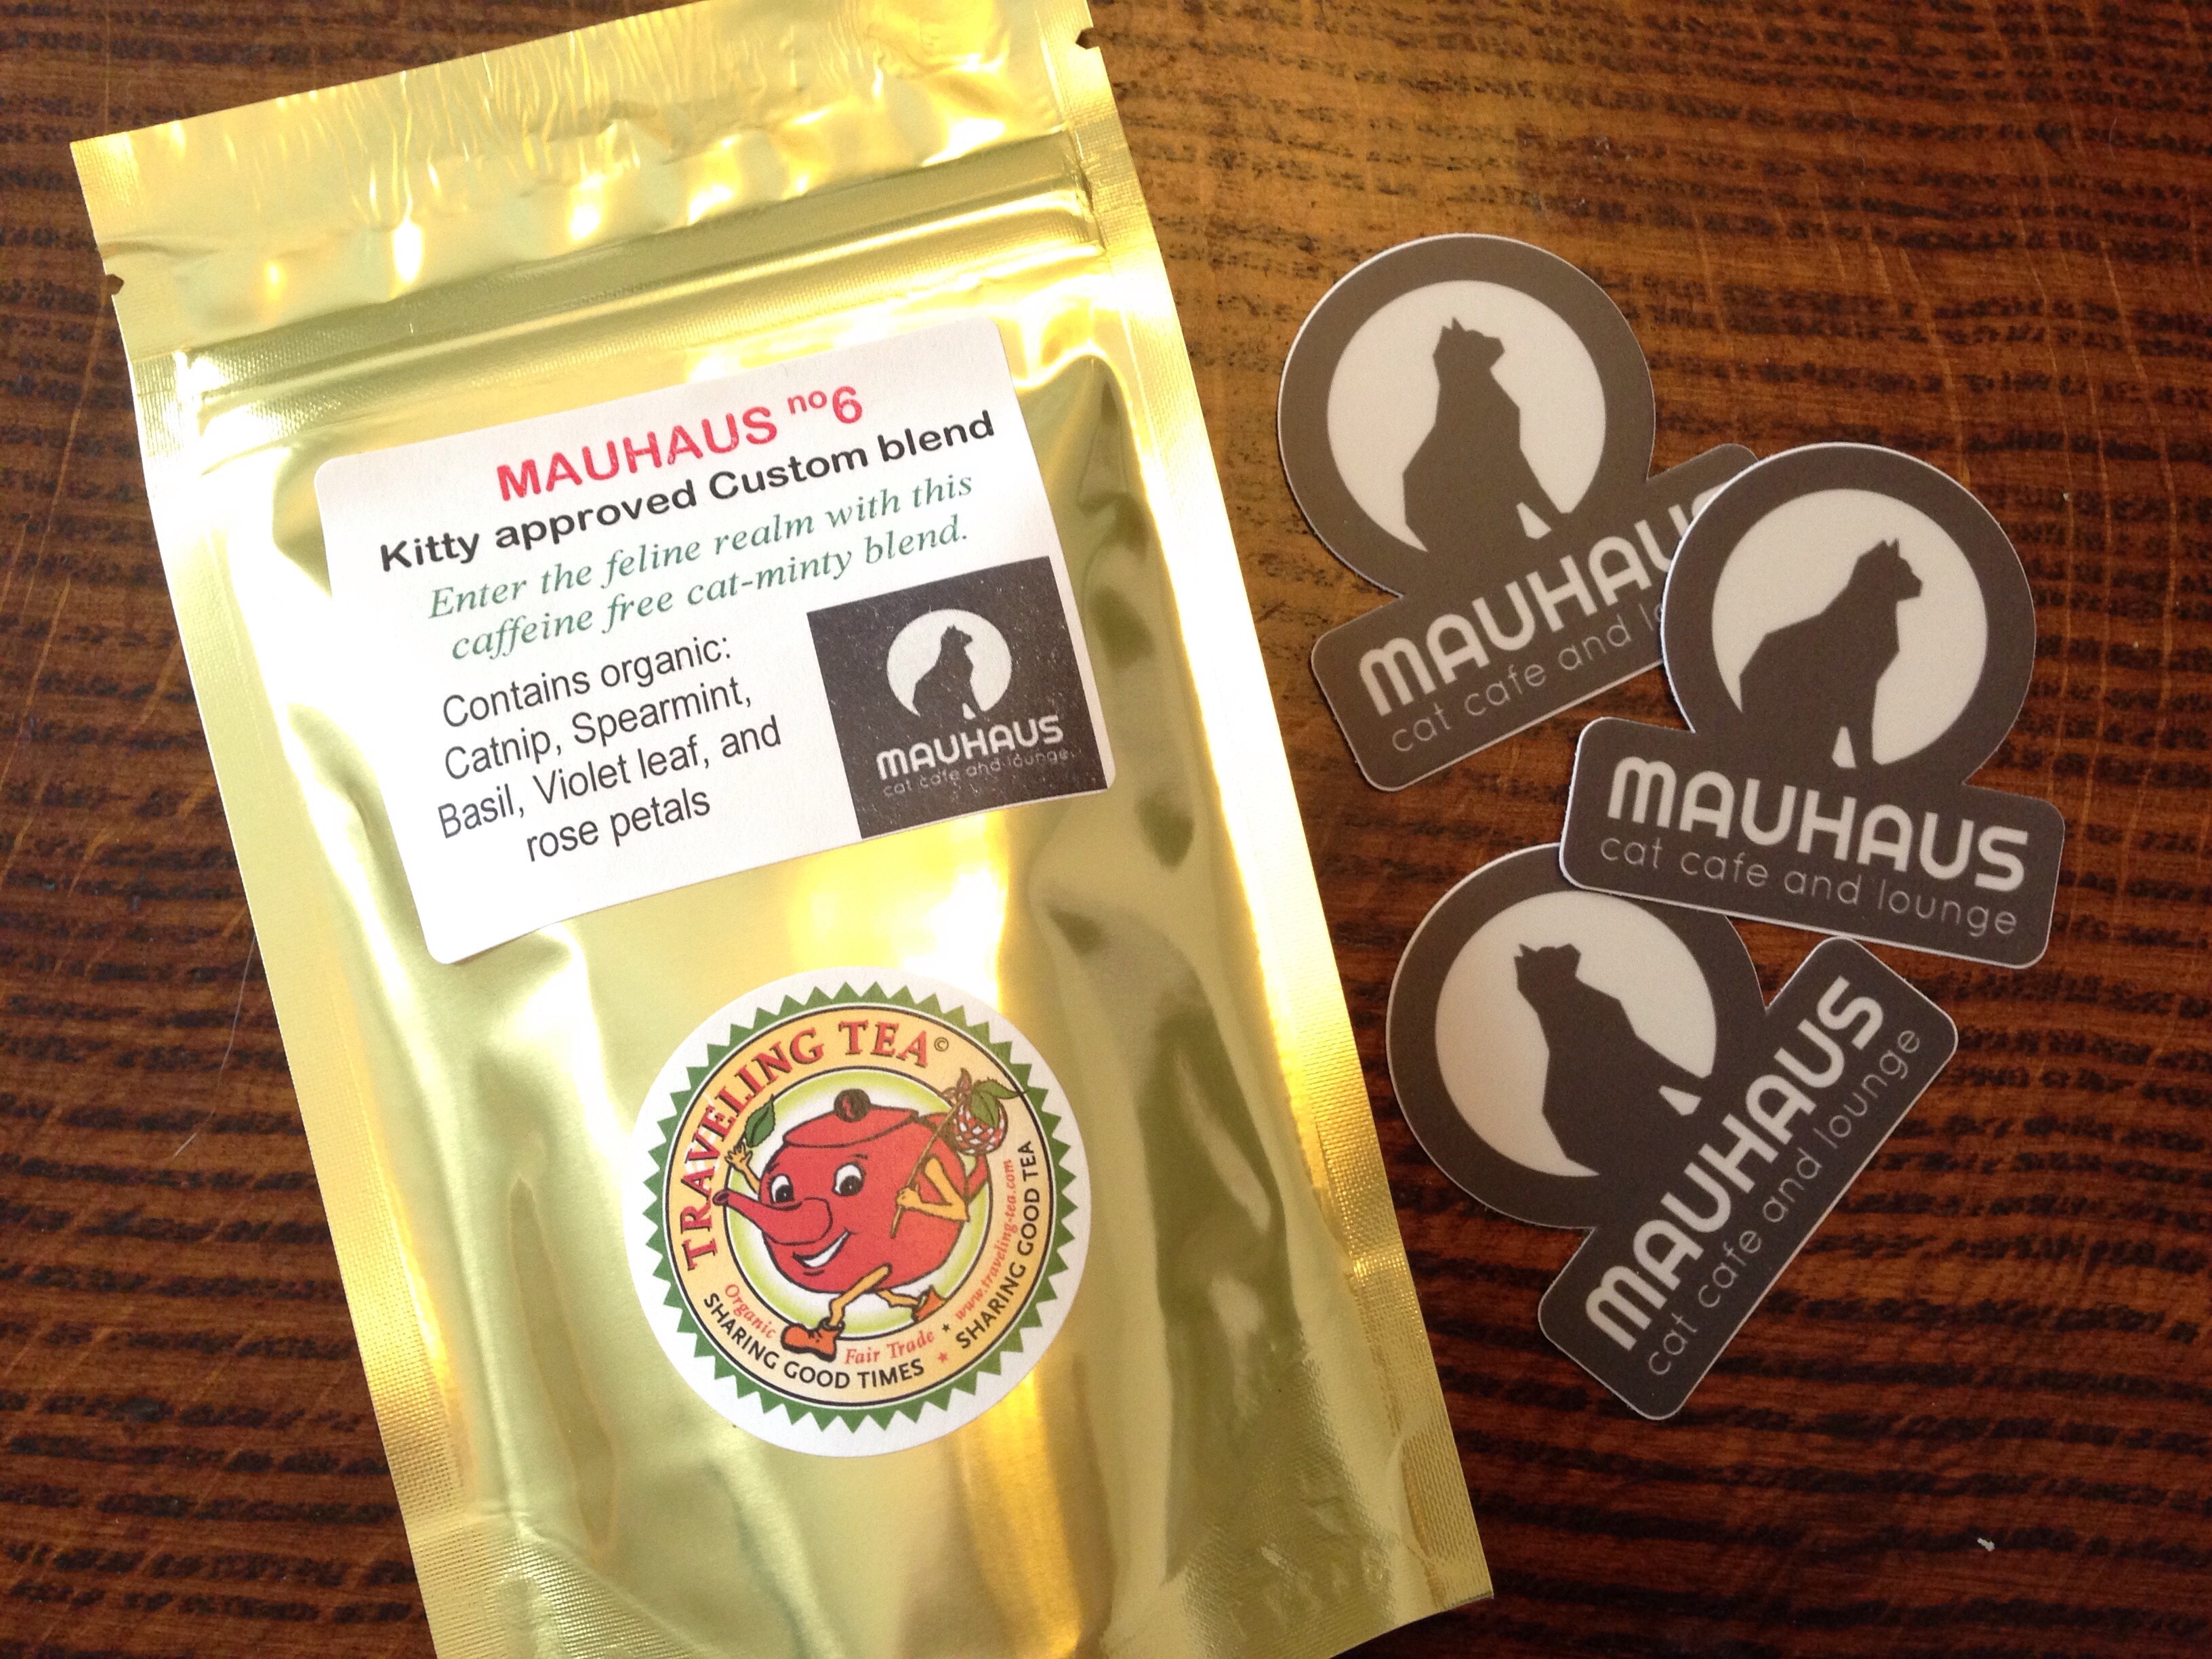 MAUHAUS no6
Kitty approved Custom blend
Enter the feline realm with this
caffeine free cat-minty blend.
Contains organic:
Catnip, Spearmint,
Basil, Violet leaf, and
rose petals
MAUHAUS
cat cafe and lounge
TRAVELING TEA©
Organic
Fair Trade ★ www.traveling-tea.com
SHARING GOOD TIMES ★ SHARING GOOD TEA
MAUHAUS
cat cafe and lo
MAUHAUS
cat cafe and lounge
MAUHAUS
cat cafe and lounge